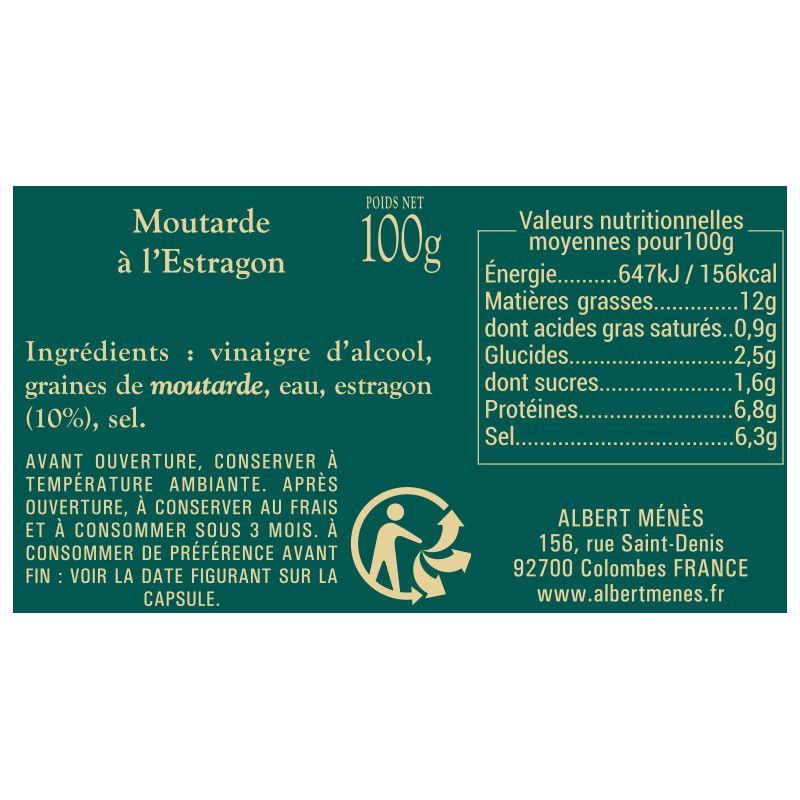 Moutarde
à l'Estragon
POIDS NET
100g
Ingrédients : vinaigre d'alcool,
graines de moutarde, eau, estragon
(10%), sel.
AVANT OUVERTURE, CONSERVER À
TEMPÉRATURE AMBIANTE. APRÈS
OUVERTURE, À CONSERVER AU FRAIS
ET À CONSOMMER SOUS 3 MOIS. À
CONSOMMER DE PRÉFÉRENCE AVANT
FIN : VOIR LA DATE FIGURANT SUR LA
CAPSULE.
Valeurs nutritionnelles
moyennes pour100g
Énergie..........647kJ / 156kcal
Matières grasses..............12g
dont acides gras saturés..0,9g
Glucides...........................2,5g
dont sucres......................1,6g
Protéines.........................6,8g
Sel....................................6,3g
ALBERT MÉNÈS
156, rue Saint-Denis
92700 Colombes FRANCE
www.albertmenes.fr